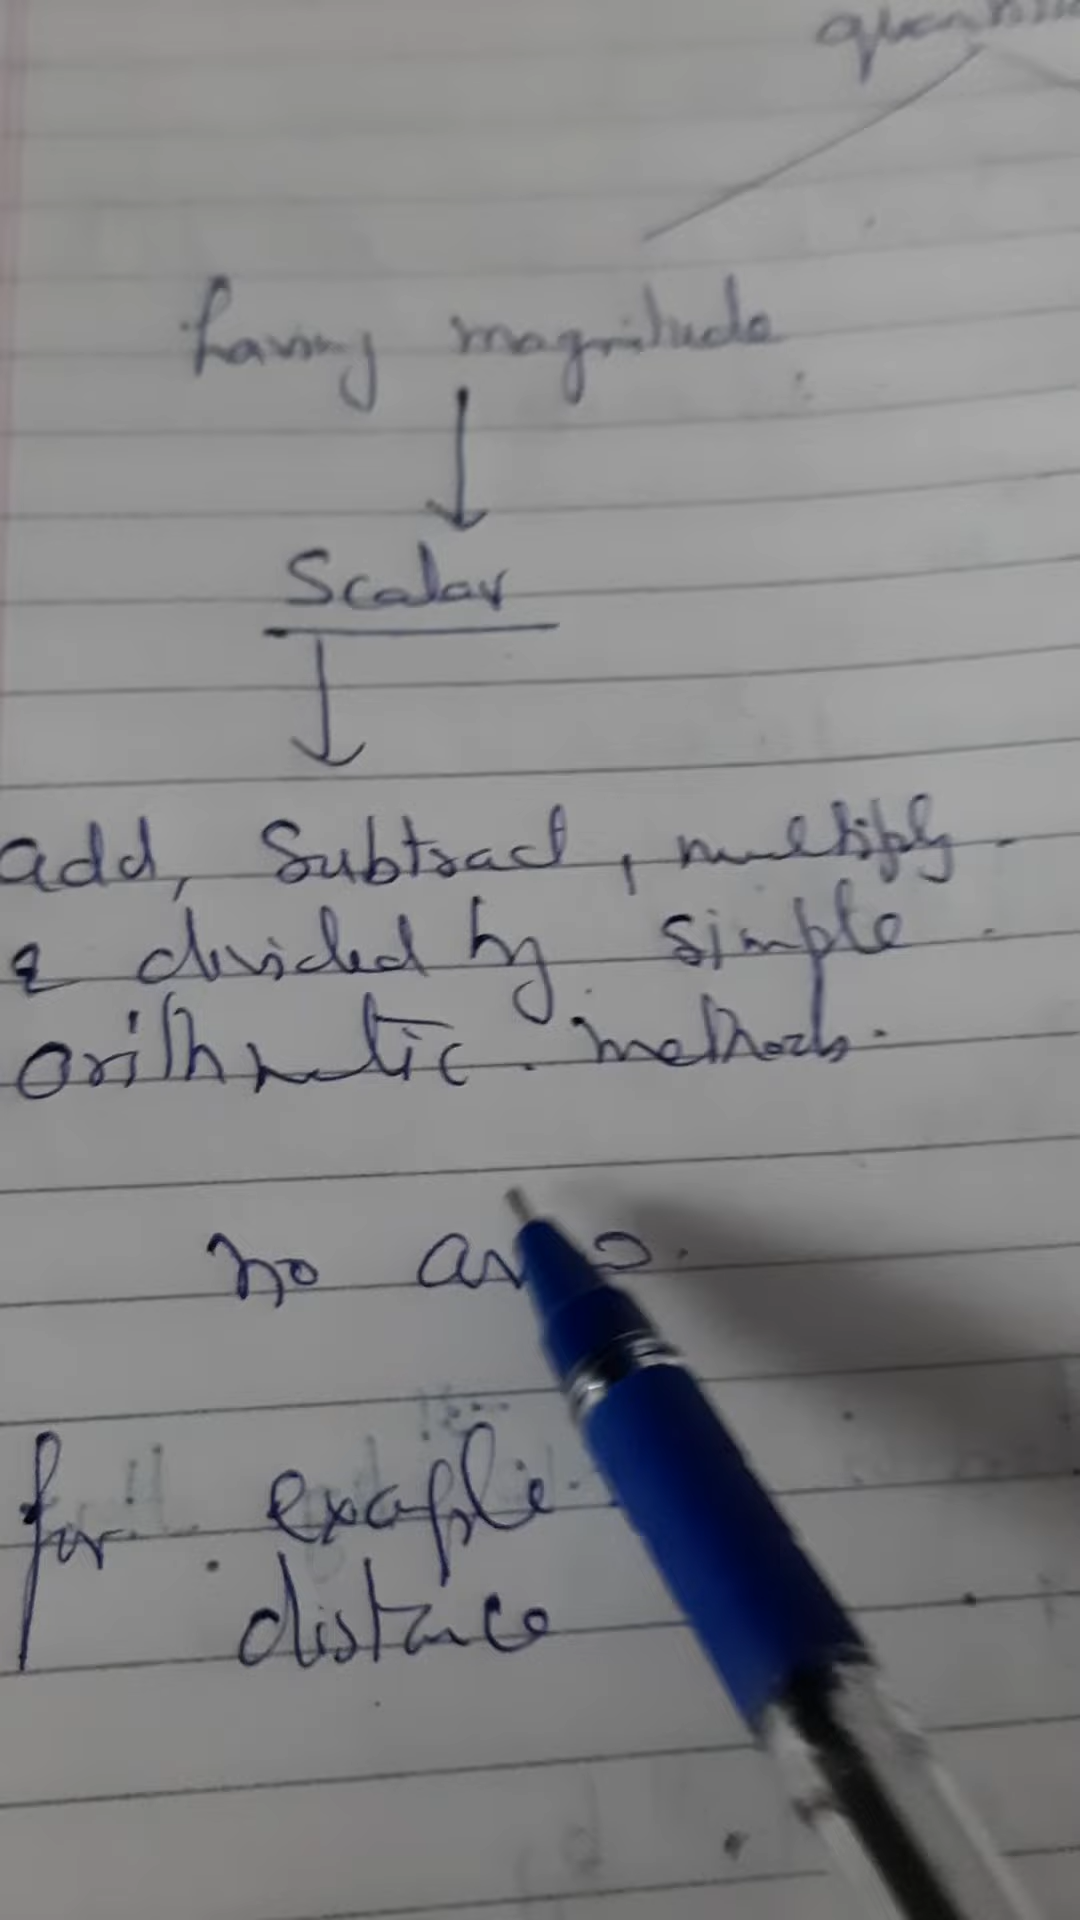 having magnitude
Scalar
add, Subtract, multiply
& divided by simple
arithmetic methods.
no
for example
distance